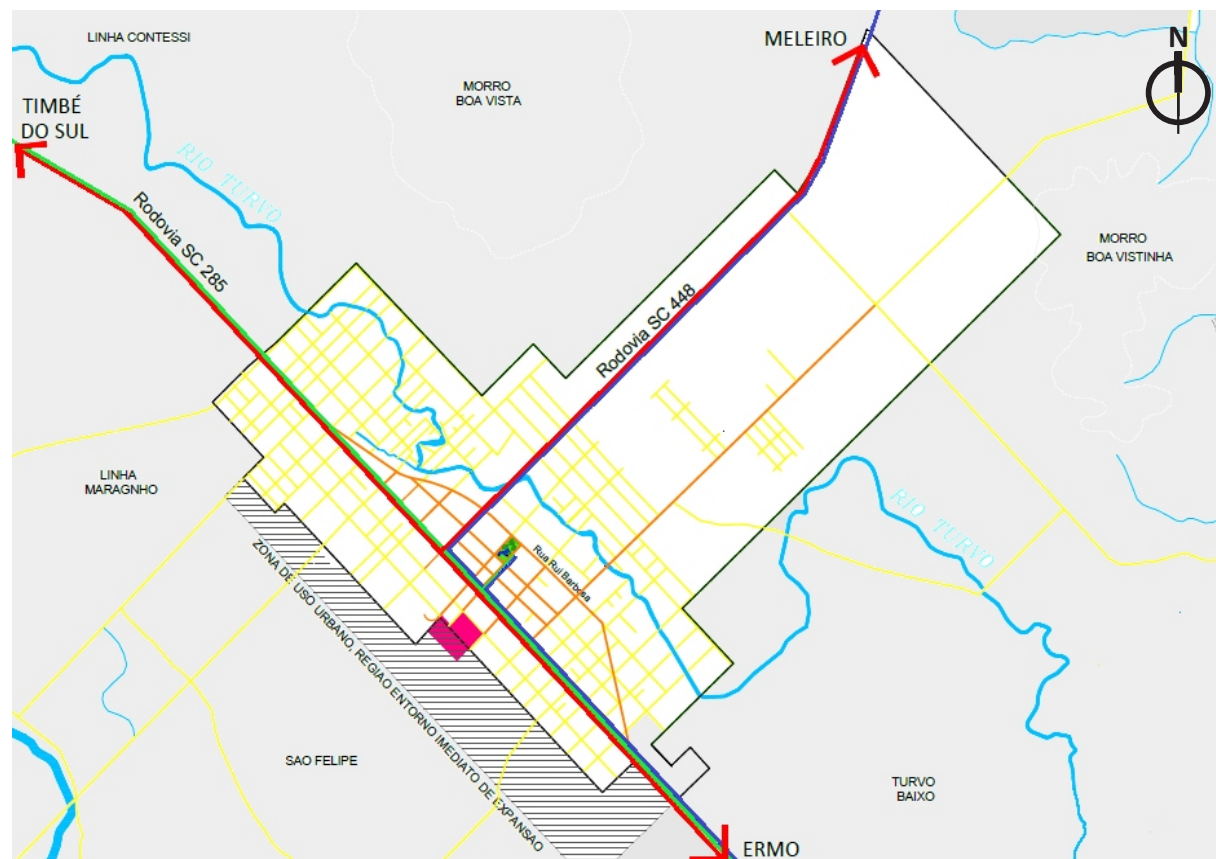 LINHA CONTESSI
MELEIRO
N
MORRO
BOA VISTA
TIMBÉ
DO SUL
RIO TURVO
Rodovia SC 285
MORRO
BOA VISTINHA
Rodovia SC 448
LINHA
MARAGNHO
RIO TURVO
Rua Rui Barbosa
ZONA DE USO URBANO, REGIAO ENTORNO IMEDIATO DE EXPANSAO
SAO FELIPE
TURVO
BAIXO
ERMO